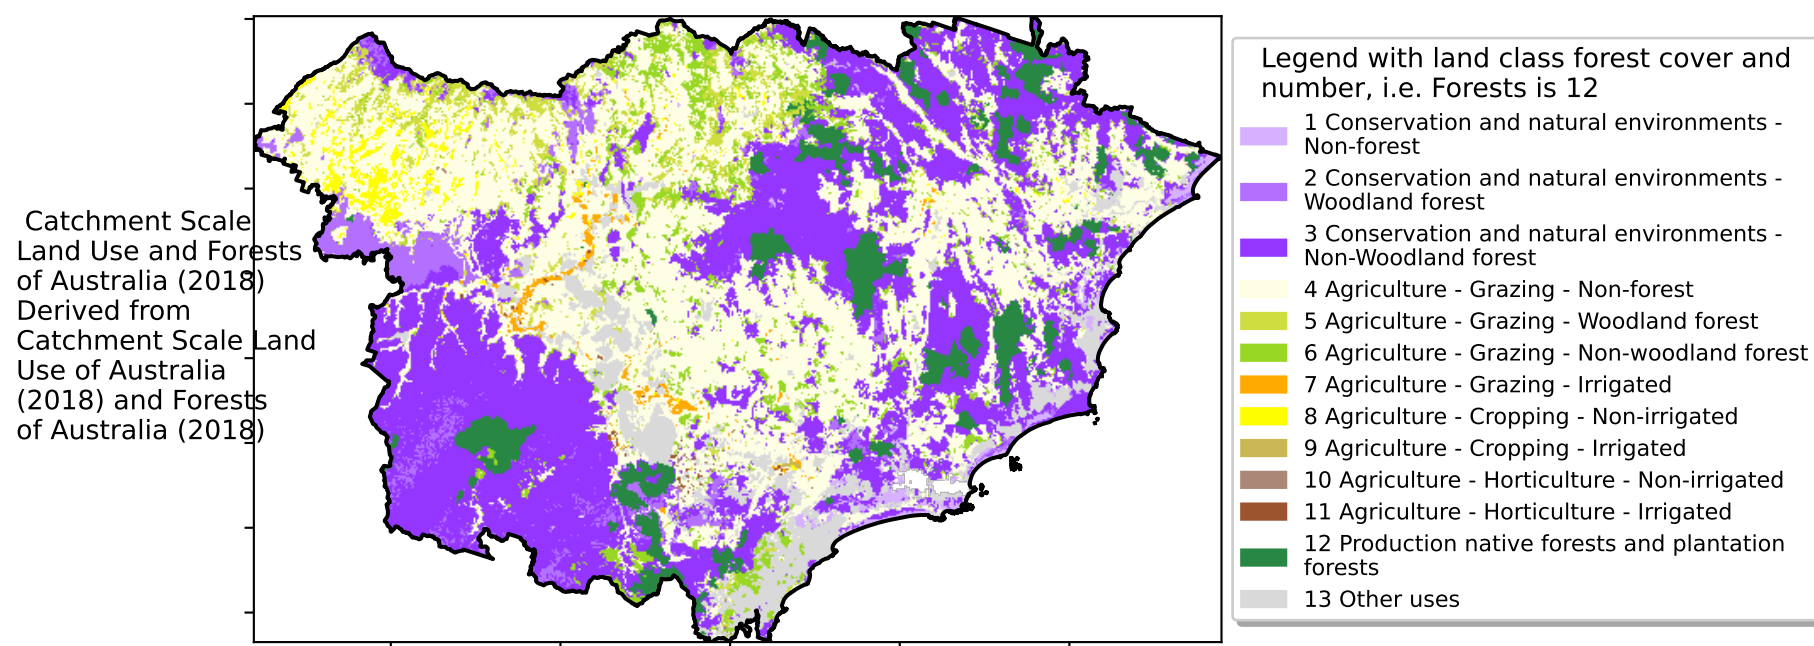 Catchment Scale
Land Use and Forests
of Australia (2018)
Derived from
Catchment Scale Land
Use of Australia
(2018) and Forests
of Australia (2018)
Legend with land class forest cover and
number, i.e. Forests is 12
1 Conservation and natural environments -
Non-forest
2 Conservation and natural environments -
Woodland forest
3 Conservation and natural environments -
Non-Woodland forest
4 Agriculture - Grazing - Non-forest
5 Agriculture - Grazing - Woodland forest
6 Agriculture - Grazing - Non-woodland forest
7 Agriculture - Grazing - Irrigated
8 Agriculture - Cropping - Non-irrigated
9 Agriculture - Cropping - Irrigated
10 Agriculture - Horticulture - Non-irrigated
11 Agriculture - Horticulture - Irrigated
12 Production native forests and plantation
forests
13 Other uses